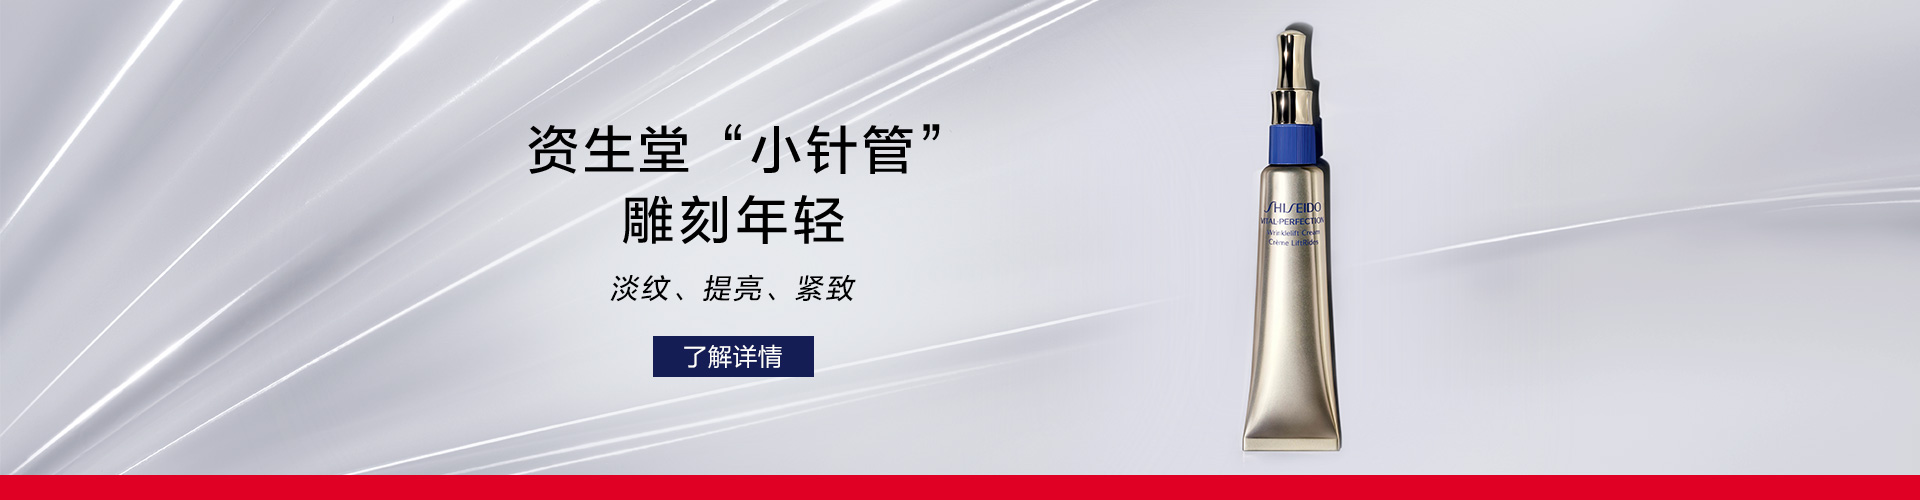 资生堂“小针管”
雕刻年轻
淡纹、提亮、紧致
了解详情
SHISEIDO
VITAL-PERFECTION
Wrinklelift Cream
Crème LiftRides